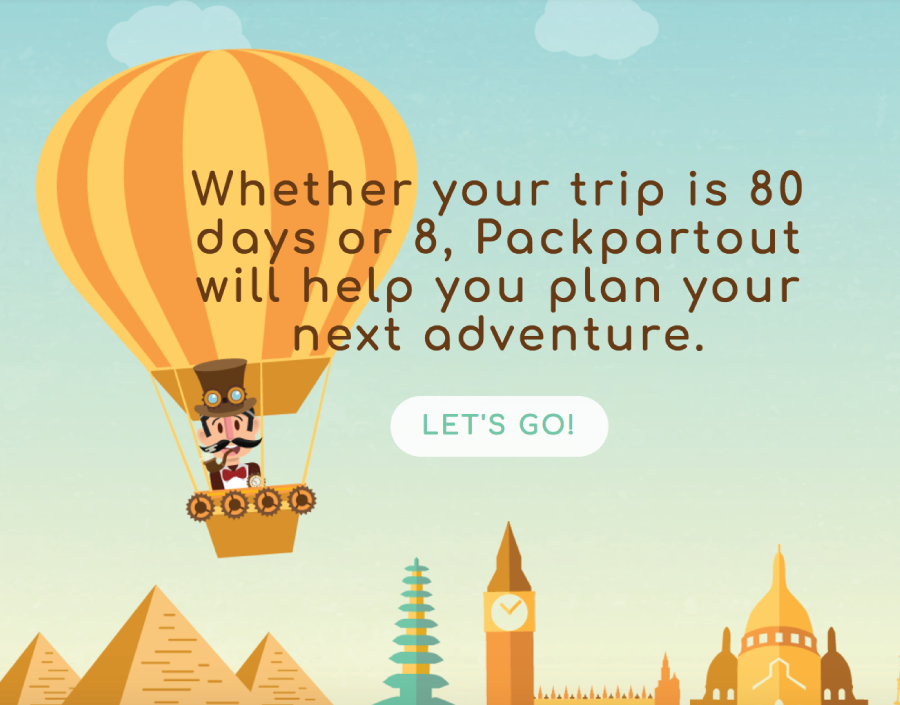 Whether your trip is 80
days or 8, Packpartout
will help you plan your
next adventure.
LET'S GO!